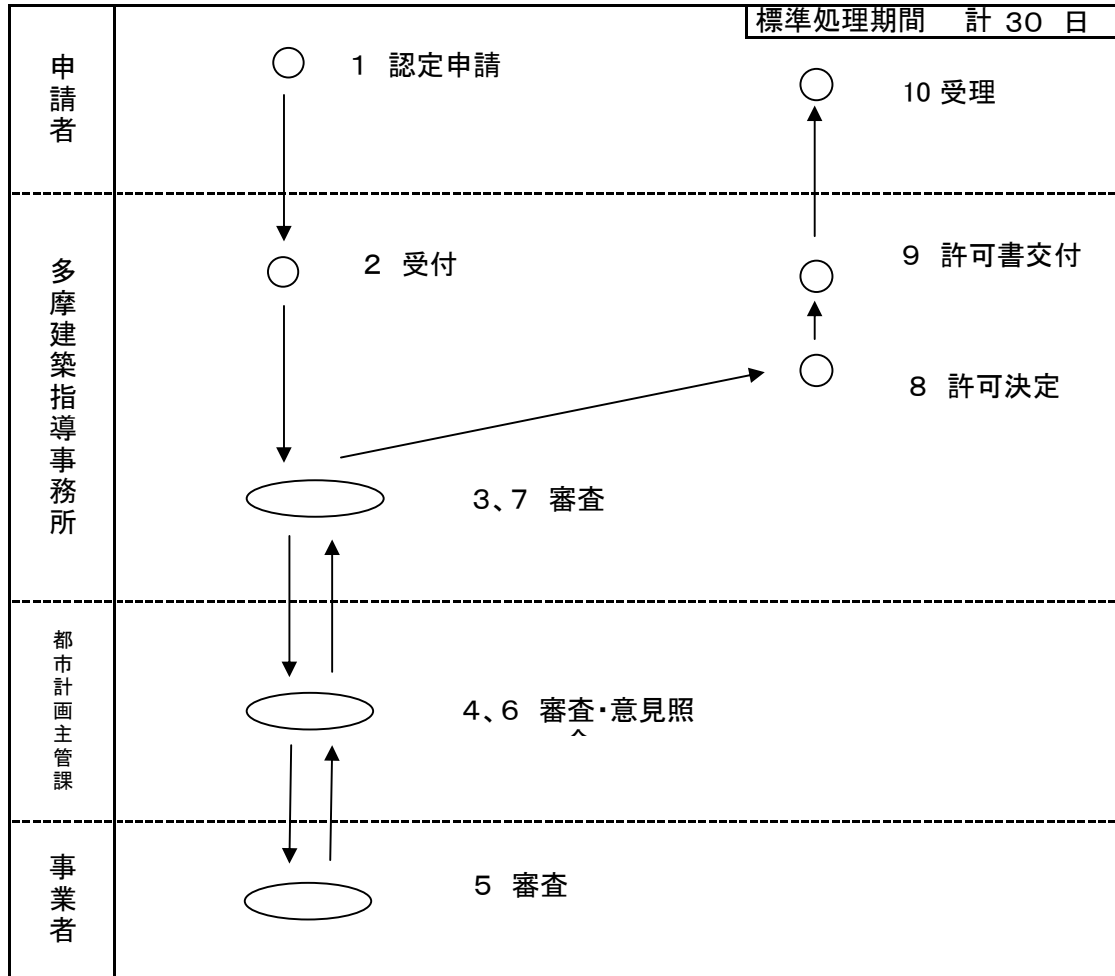 標準処理期間 計 30 日
申請者
1 認定申請
10 受理
多摩建築指導事務所
2 受付
9 許可書交付
8 許可決定
3、7 審査
都市計画主管課
4、6 審査・意見照
事業者
5 審査